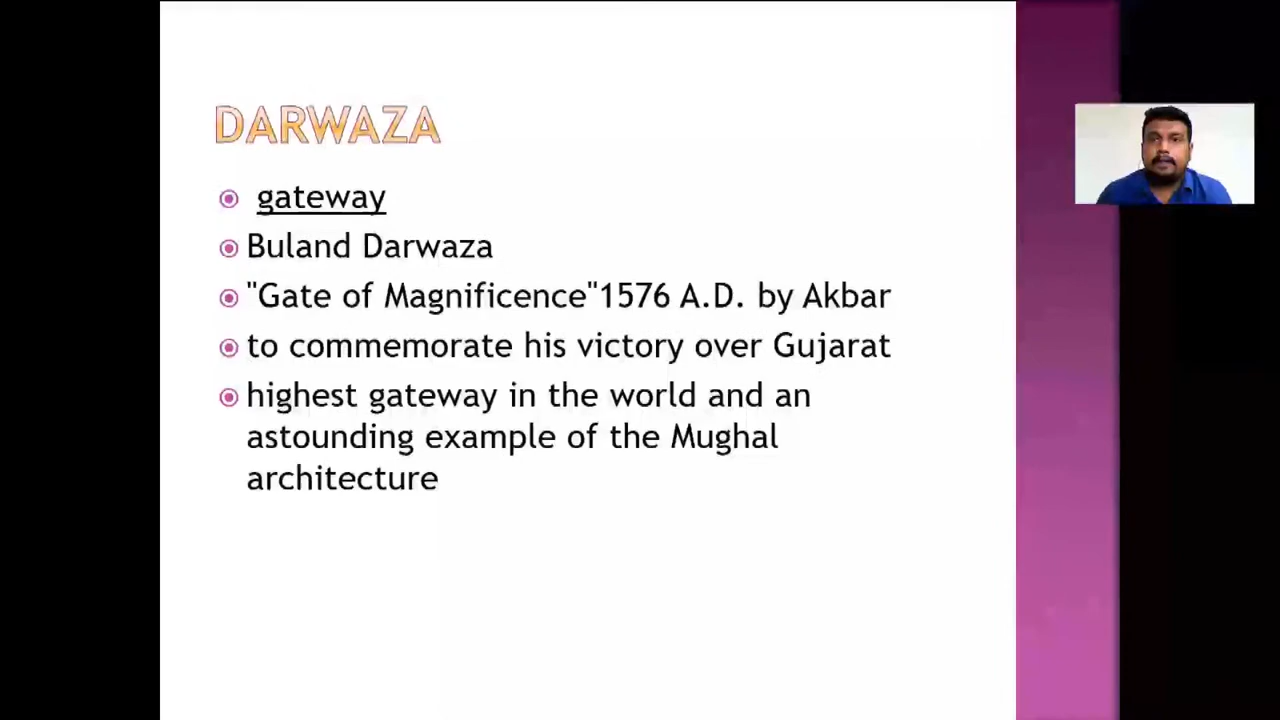 DARWAZA
gateway
Buland Darwaza
"Gate of Magnificence"1576 A.D. by Akbar
to commemorate his victory over Gujarat
highest gateway in the world and an
astounding example of the Mughal
architecture